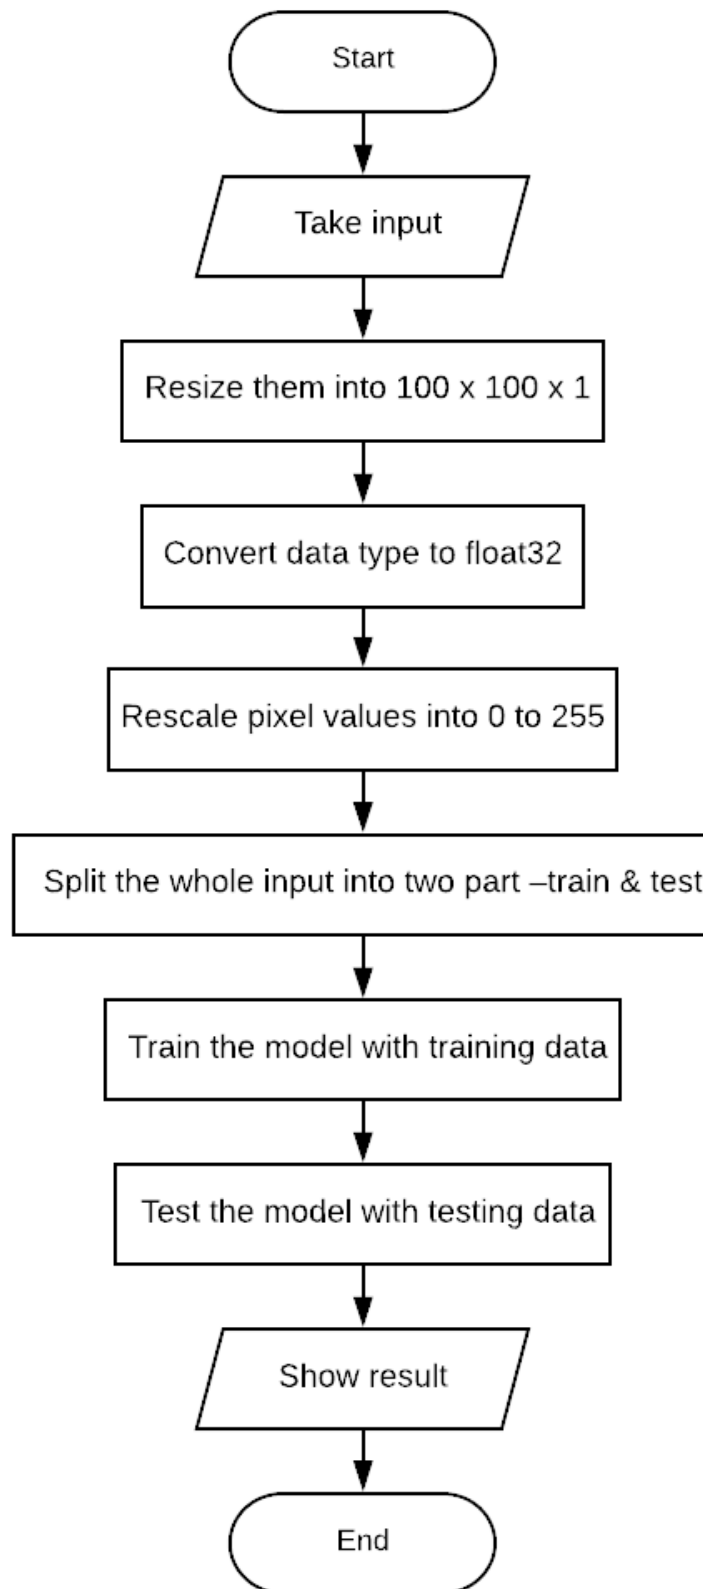 Start
Take input
Resize them into 100 x 100 x 1
Convert data type to float32
Rescale pixel values into 0 to 255
Split the whole input into two part –train & test
Train the model with training data
Test the model with testing data
Show result
End